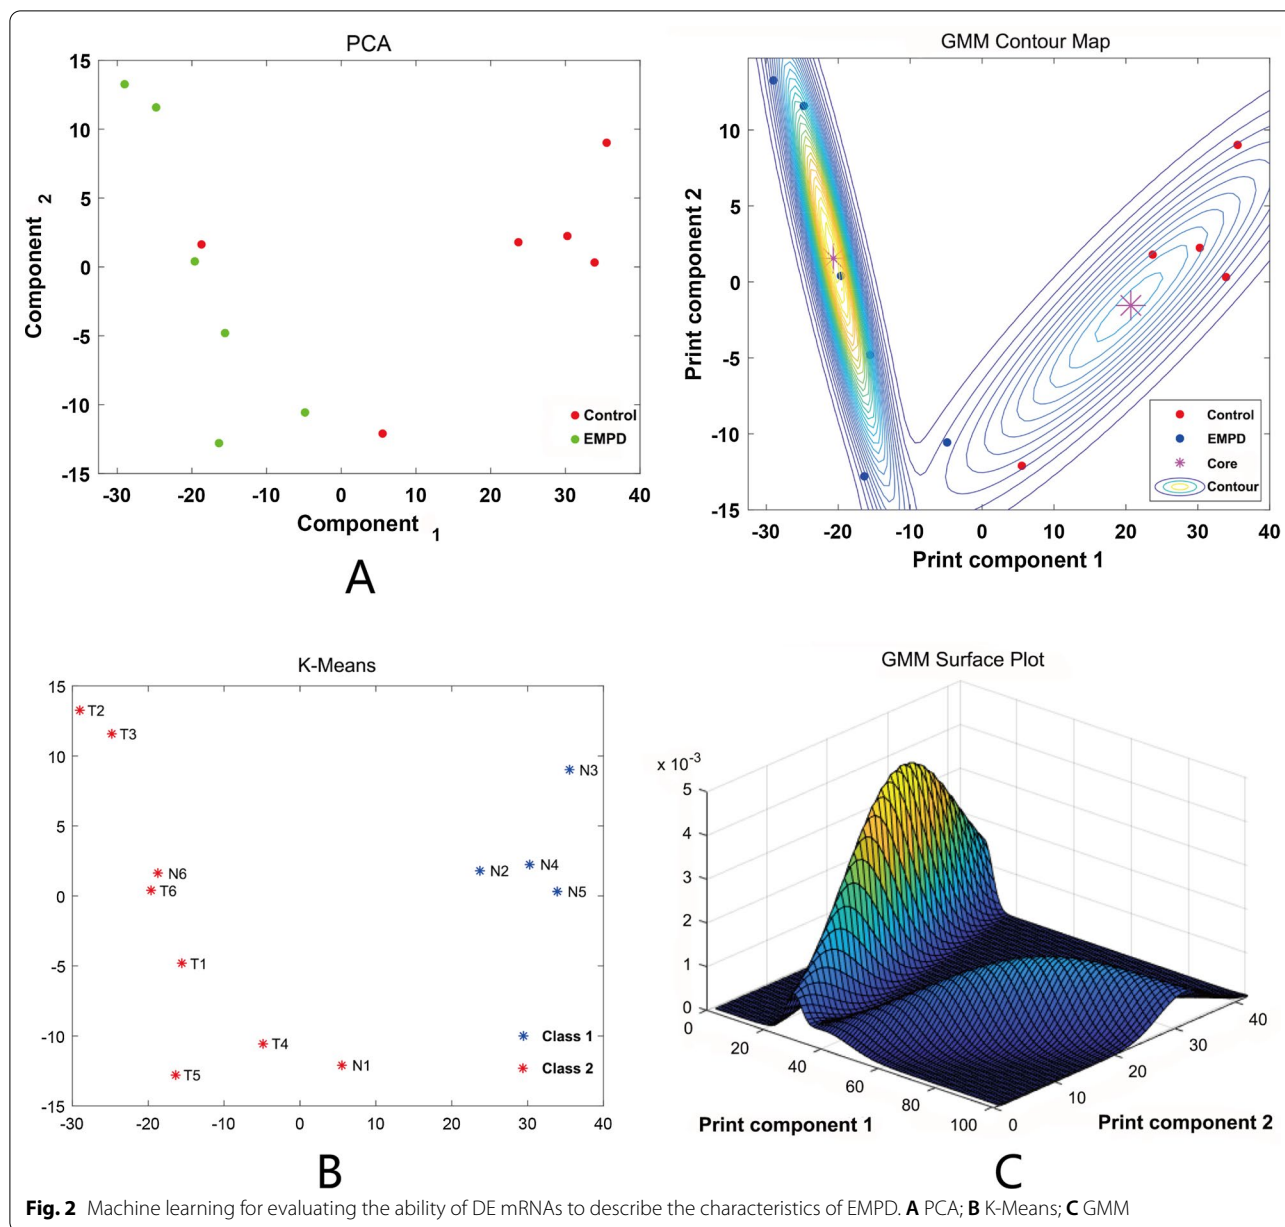 PCA
15
10
5
0
-5
-10
-15
-30 -20 -10 0 10 20 30 40
Component 2
Component 1
Control
EMPD
A
GMM Contour Map
10
5
0
-5
-10
-15
-30 -20 -10 0 10 20 30 40
Print component 2
Print component 1
Control
EMPD
Core
Contour
K-Means
15
10
5
0
-5
-10
-15
-30 -20 -10 0 10 20 30 40
T2
T3
N3
N6
T6
N2
N4
N5
T1
T4
N1
T5
Class 1
Class 2
B
GMM Surface Plot
x 10-3
5
4
3
2
1
0
0 20 40 60 80 100
0 10 20 30 40
Print component 1
Print component 2
C
Fig. 2 Machine learning for evaluating the ability of DE mRNAs to describe the characteristics of EMPD. A PCA; B K-Means; C GMM